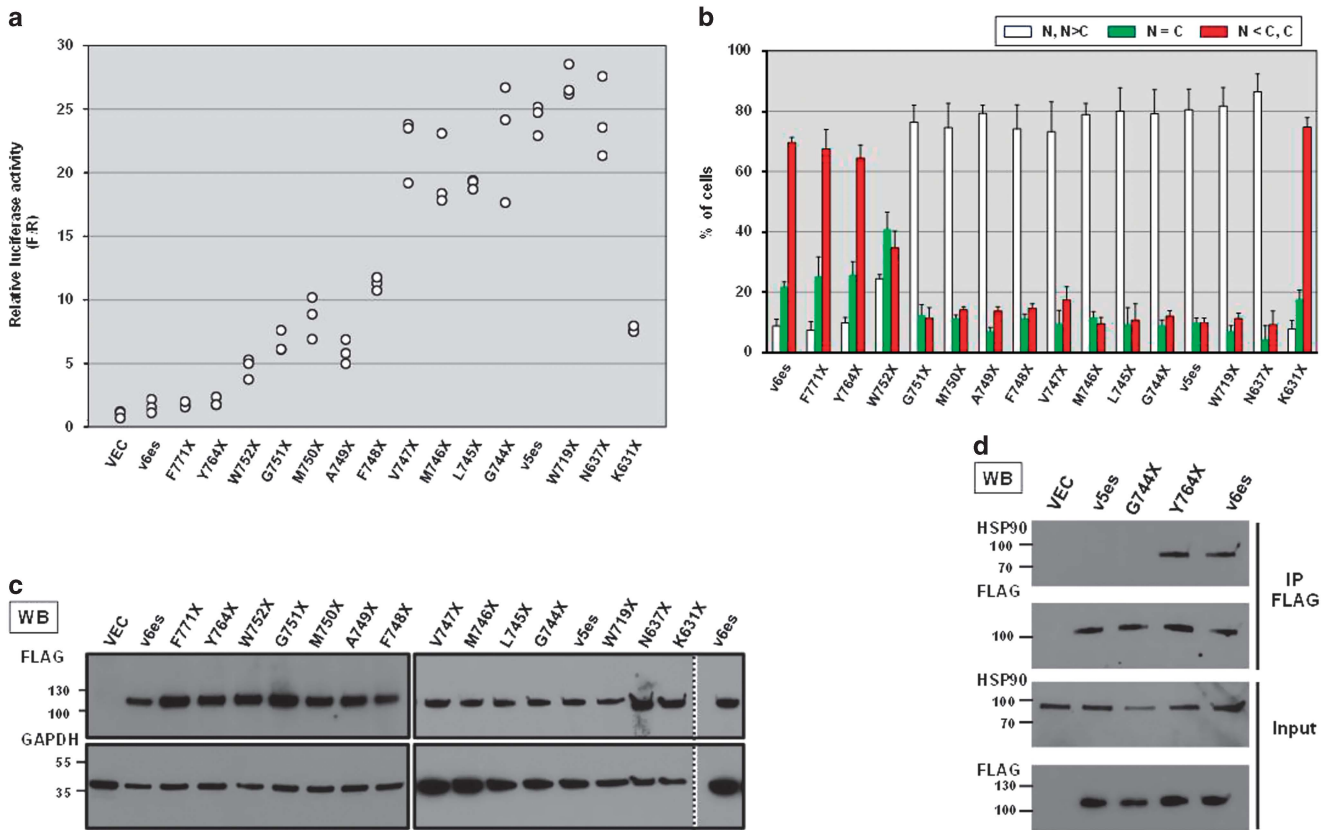 a
30
25
20
15
10
5
0
Relative luciferase activity
(F/R)
VEC
v6es
F771X
Y764X
W752X
G751X
M750X
A749X
F748X
V747X
M746X
L745X
G744X
v5es
W719X
N637X
K631X
b
N, N>C
N = C
N < C, C
100
80
60
40
20
0
% of cells
v6es
F771X
Y764X
W752X
G751X
M750X
A749X
F748X
V747X
M746X
L745X
G744X
v5es
W719X
N637X
K631X
c
WB
VEC
v6es
F771X
Y764X
W752X
G751X
M750X
A749X
F748X
V747X
M746X
L745X
G744X
v5es
W719X
N637X
K631X
v6es
FLAG
130
100
GAPDH
55
35
d
WB
VEC
v5es
G744X
Y764X
v6es
HSP90
100
70
FLAG
100
IP
FLAG
HSP90
100
70
FLAG
130
100
Input